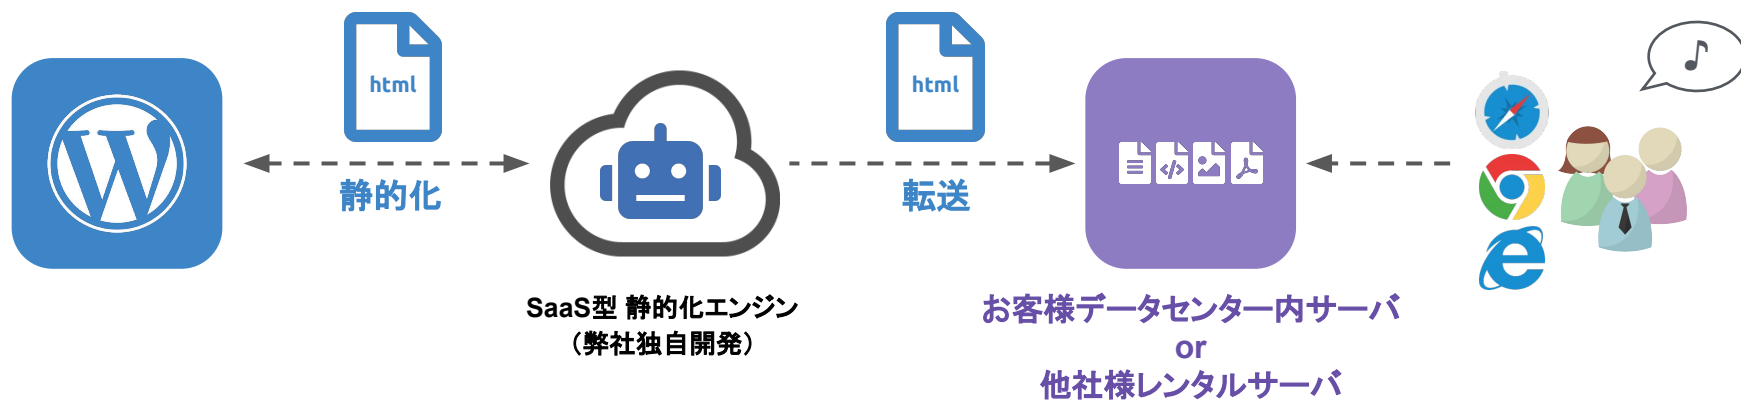 html
静的化
html
転送
SaaS型 静的化エンジン
（弊社独自開発）
お客様データセンター内サーバ
or
他社様レンタルサーバ